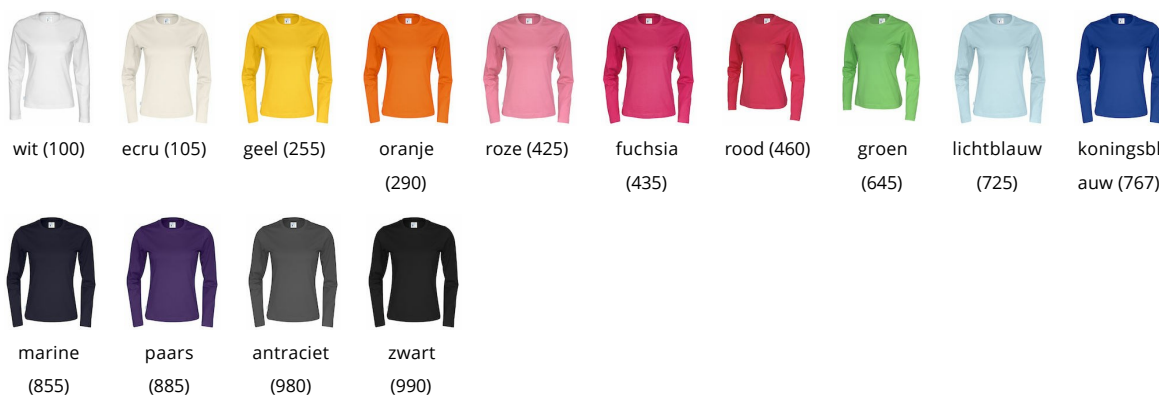 wit (100)
ecru (105)
geel (255)
oranje
(290)
roze (425)
fuchsia
(435)
rood (460)
groen
(645)
lichtblauw
(725)
koningsbl
auw (767)
marine
(855)
paars
(885)
antraciet
(980)
zwart
(990)